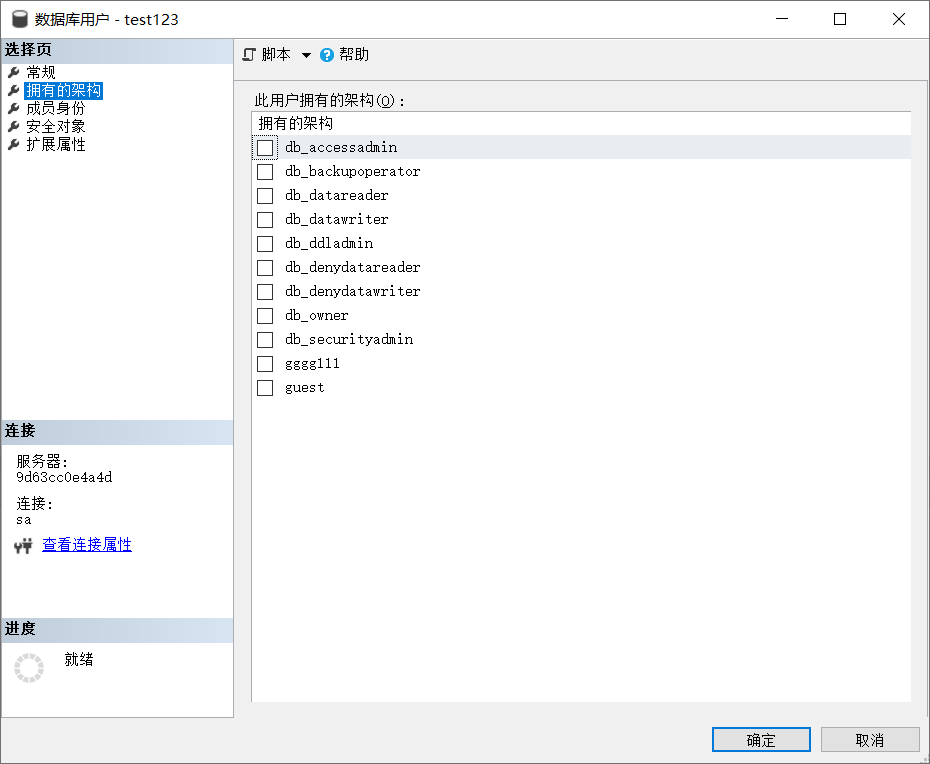 数据库用户 - test123
选择页
常规
拥有的架构
成员身份
安全对象
扩展属性
连接
服务器:
9d63cc0e4a4d
连接:
sa
查看连接属性
进度
就绪
脚本
帮助
此用户拥有的架构(O):
拥有的架构
db_accessadmin
db_backupoperator
db_datareader
db_datawriter
db_ddladmin
db_denydatareader
db_denydatawriter
db_owner
db_securityadmin
gggg111
guest
确定
取消